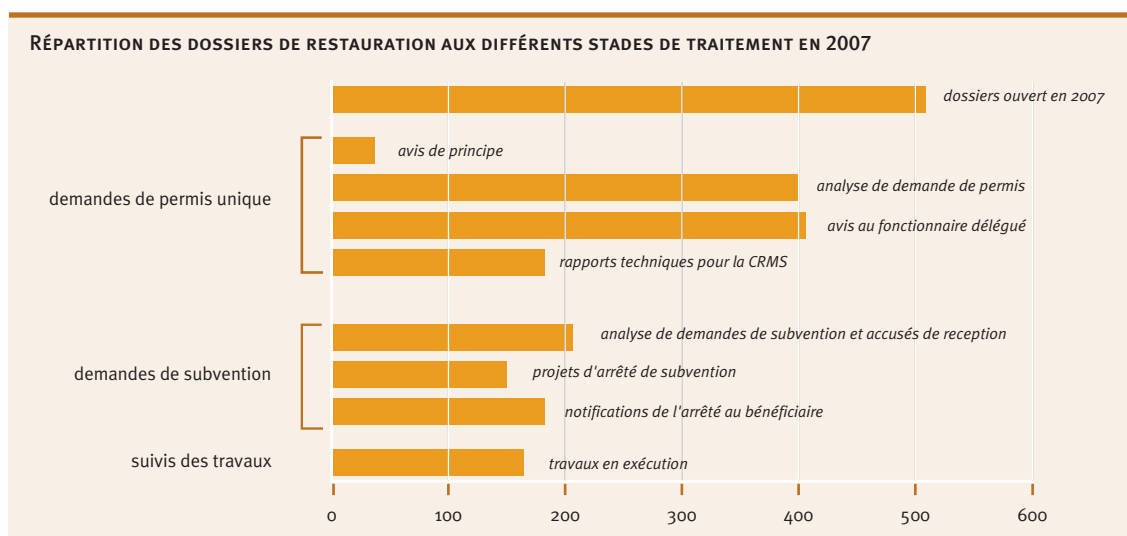 RÉPARTITION DES DOSSIERS DE RESTAURATION AUX DIFFÉRENTS STADES DE TRAITEMENT EN 2007
dossiers ouvert en 2007
avis de principe
demandes de permis unique
analyse de demande de permis
avis au fonctionnaire délégué
rapports techniques pour la CRMS
analyse de demandes de subvention et accusés de reception
demandes de subvention
projets d'arrêté de subvention
notifications de l'arrêté au bénéficiaire
suivis des travaux
travaux en exécution
0 100 200 300 400 500 600